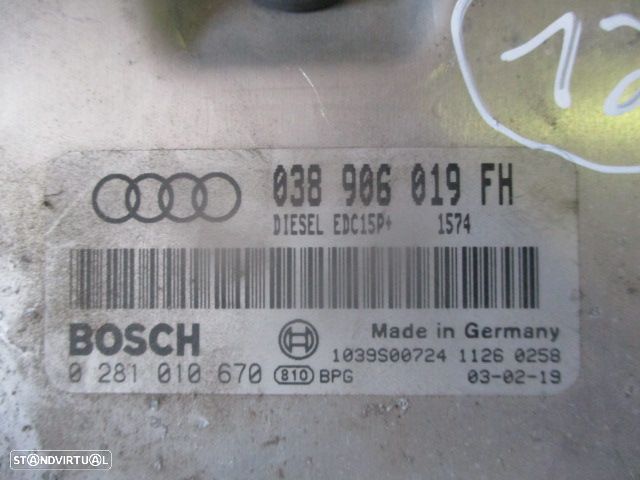 12
038 906 019 FH
DIESEL EDC15P+ 1574
BOSCH
Made in Germany
1039S00724 1126 0258
0 281 010 670 810 BPG 03-02-19
STANDVIRTUAL